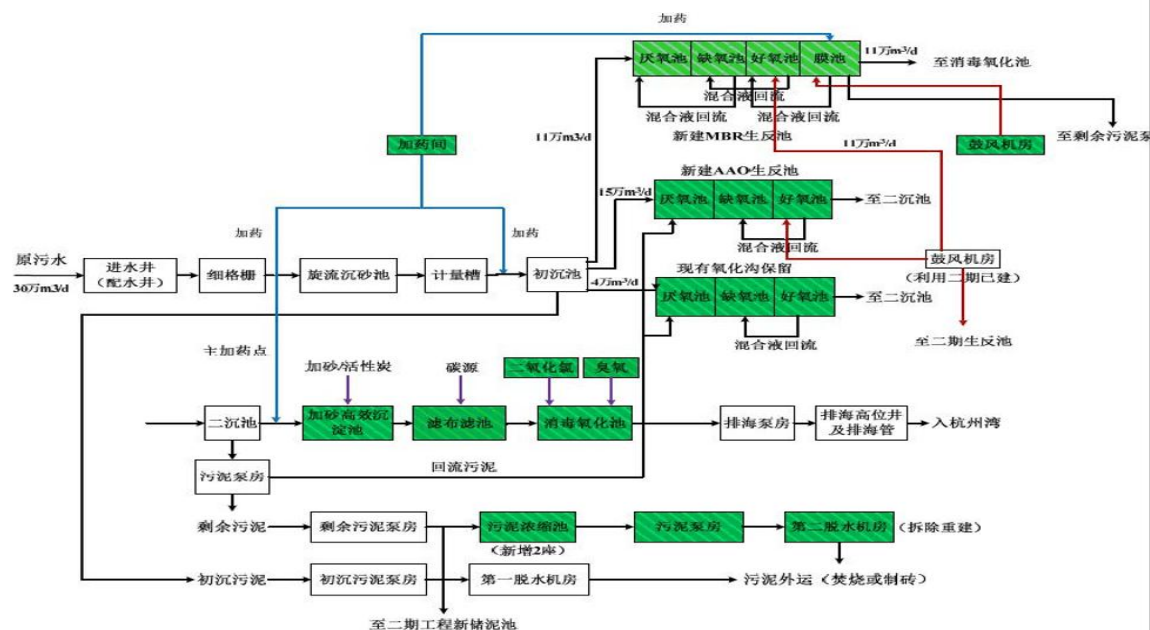 加药
11万m³/d
厌氧池
缺氧池
好氧池
膜池
至消毒氧化池
混合液回流
混合液回流
混合液回流
11万m3/d
新建MBR生反池
加药间
鼓风机房
至剩余污泥泵
11万m³/d
新建AAO生反池
15万m³/d
厌氧池
缺氧池
好氧池
至二沉池
加药
加药
混合液回流
原污水
30万m3/d
进水井
(配水井)
细格栅
旋流沉砂池
计量槽
初沉池
现有氧化沟保留
鼓风机房
(利用二期已建)
4万m³/d
厌氧池
缺氧池
好氧池
至二沉池
混合液回流
至二期生反池
主加药点
加砂/活性炭
碳源
二氧化氯
臭氧
二沉池
加砂高效沉
淀池
滤布滤池
消毒氧化池
排海泵房
排海高位井
及排海管
入杭州湾
污泥泵房
回流污泥
剩余污泥
剩余污泥泵房
污泥浓缩池
(新增2座)
污泥泵房
第二脱水机房
(拆除重建)
初沉污泥
初沉污泥泵房
第一脱水机房
污泥外运(焚烧或制砖)
至二期工程新储泥池